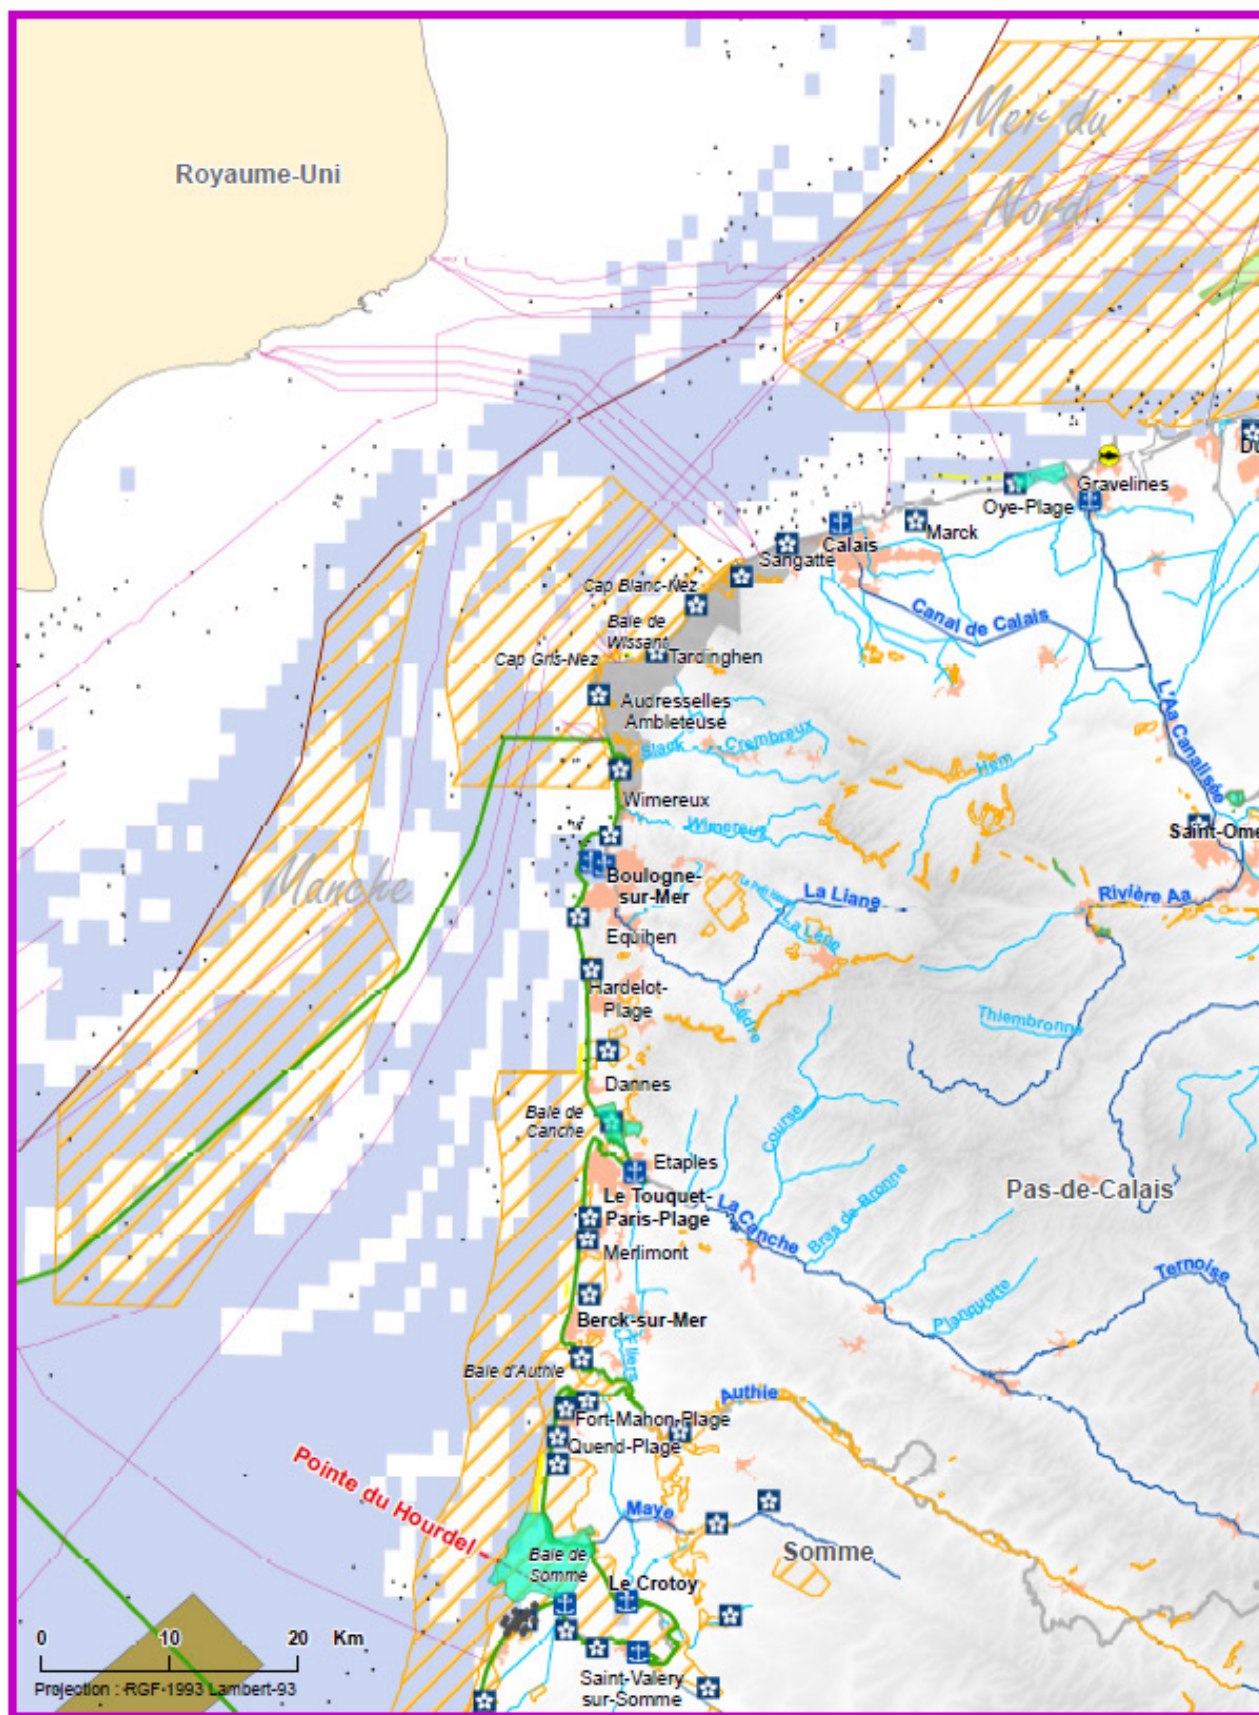 Mer du
Nord
Royaume-Uni
Du
Gravelines
Oye-Plage
Marck
Calais
Sangatte
Cap Blanc-Nez
Baie de
Wissant
Canal de Calais
Cap Gris-Nez
Tardinghen
Audresselles
Ambleteuse
L'Aa Canalisée
Slack
Crembreux
Hem
Wimereux
Wimereux
Saint-Ome
Manche
Boulogne-
sur-Mer
La Liane
Rivière Aa
La Lène
Equihen
Hardelot-
Plage
Lédre
Thiembronne
Dannes
Baie de
Canche
Course
Etaples
Le Touquet-
Paris-Plage
La Canche
Bras de Bronne
Pas-de-Calais
Merlimont
Ternoise
Planquette
Berck-sur-Mer
Fliers
Baie d'Authie
Authie
Fort-Mahon-Plage
Quend-Plage
Pointe du Hourdel
Maye
Baie de
Somme
Somme
Le Crotoy
0 10 20 Km
Saint-Valery
sur-Somme
Projection : RGF-1993 Lambert-93